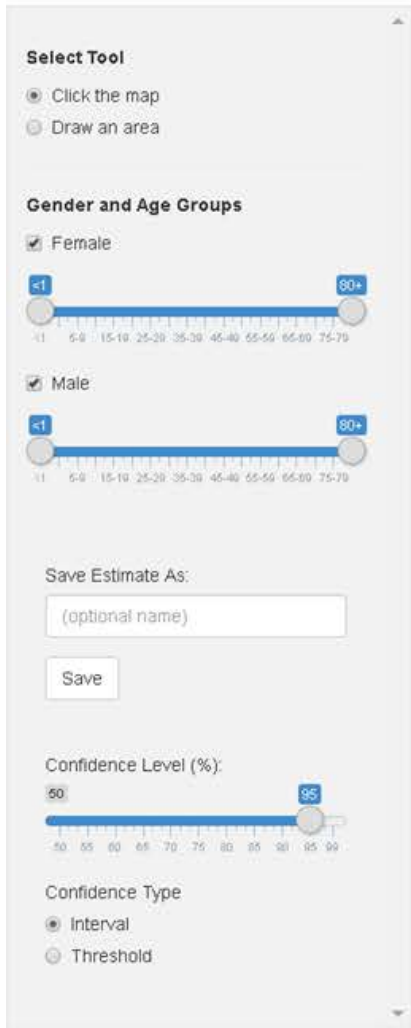 Select Tool
Click the map
Draw an area
Gender and Age Groups
Female
<1 80+
<1 5-9 15-19 25-29 35-39 45-49 55-59 65-69 75-79
Male
<1 80+
<1 5-9 15-19 25-29 35-39 45-49 55-59 65-69 75-79
Save Estimate As:
(optional name)
Save
Confidence Level (%):
50 95
50 55 60 65 70 75 80 85 90 95 99
Confidence Type
Interval
Threshold